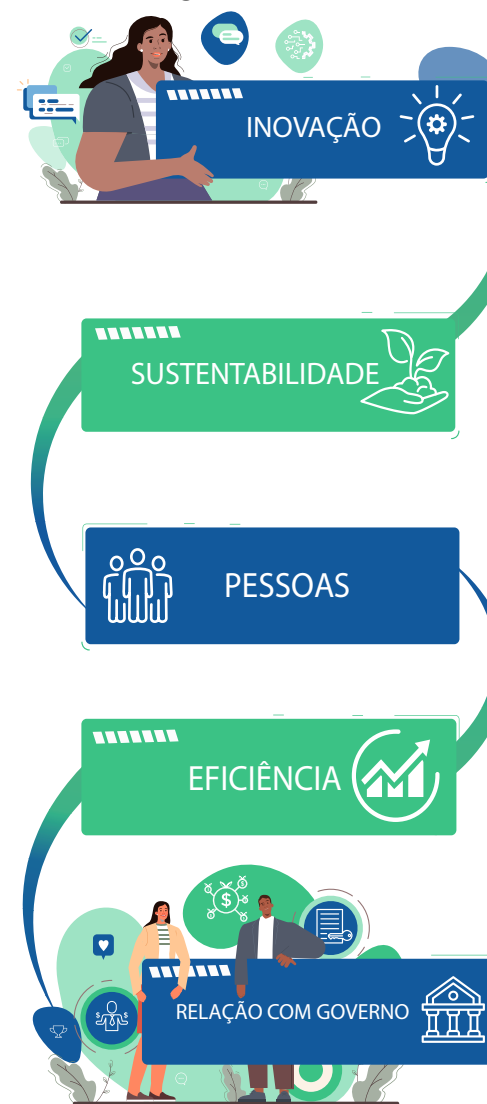 INOVAÇÃO
SUSTENTABILIDADE
PESSOAS
EFICIÊNCIA
RELAÇÃO COM GOVERNO